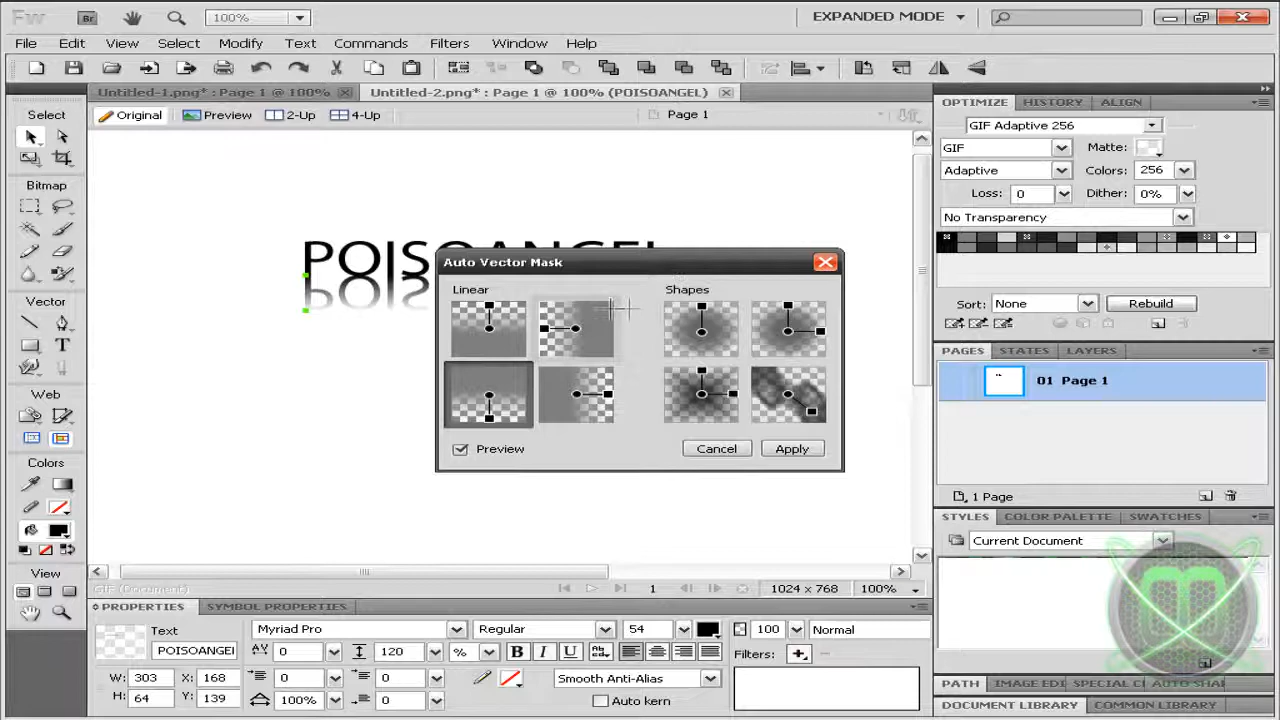 Fw Br 100% EXPANDED MODE
File Edit View Select Modify Commands Filters Window Help
Untitled-1.png* : Page 1 @ 100% Untitled-2.png* : Page 1 @ 100% (POISOANGEL)
Original Preview 2-Up 4-Up Page 1
Select
Bitmap
Vector
Web
Colors
View
POISOANGEL
Auto Vector Mask
Linear Shapes
Preview Cancel Apply
GIF (Document) 1 1024 x 768 100%
PROPERTIES SYMBOL PROPERTIES
Text Myriad Pro Regular 54 100 Normal
POISOANGEL 0 120 % B I U Filters:
W: 303 X: 168 0 0 Smooth Anti-Alias
H: 64 Y: 139 100% 0 Auto kern
OPTIMIZE HISTORY ALIGN
GIF Adaptive 256
GIF Matte:
Adaptive Colors: 256
Loss: 0 Dither: 0%
No Transparency
Sort: None Rebuild
PAGES STATES LAYERS
01 Page 1
1 Page
STYLES COLOR PALETTE SWATCHES
Current Document
PATH IMAGE EDI SPECIAL CH AUTO SHAI
DOCUMENT LIBRARY COMMON LIBRARY